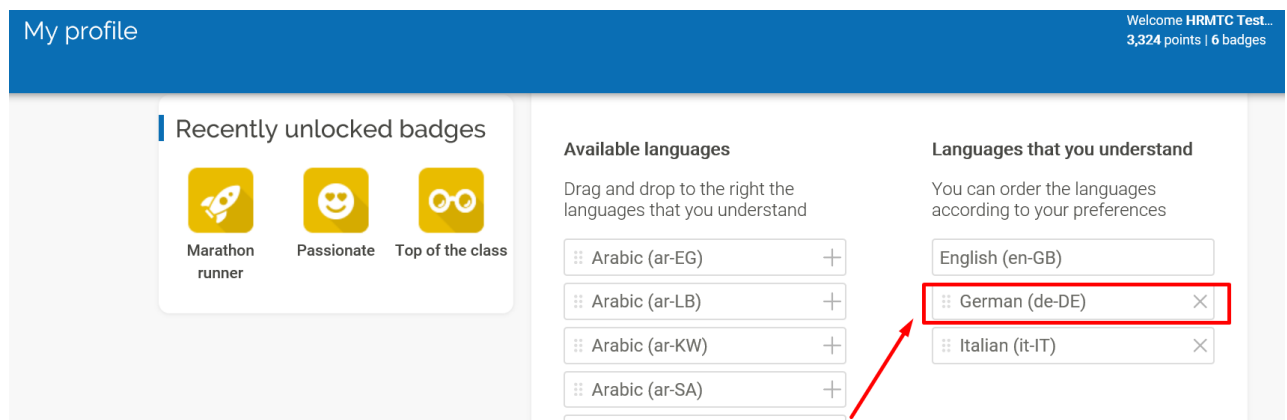 My profile
Welcome HRMTC Test...
3,324 points | 6 badges
Recently unlocked badges
Marathon
runner
Passionate
Top of the class
Available languages
Drag and drop to the right the
languages that you understand
Arabic (ar-EG)
Arabic (ar-LB)
Arabic (ar-KW)
Arabic (ar-SA)
Languages that you understand
You can order the languages
according to your preferences
English (en-GB)
German (de-DE)
Italian (it-IT)